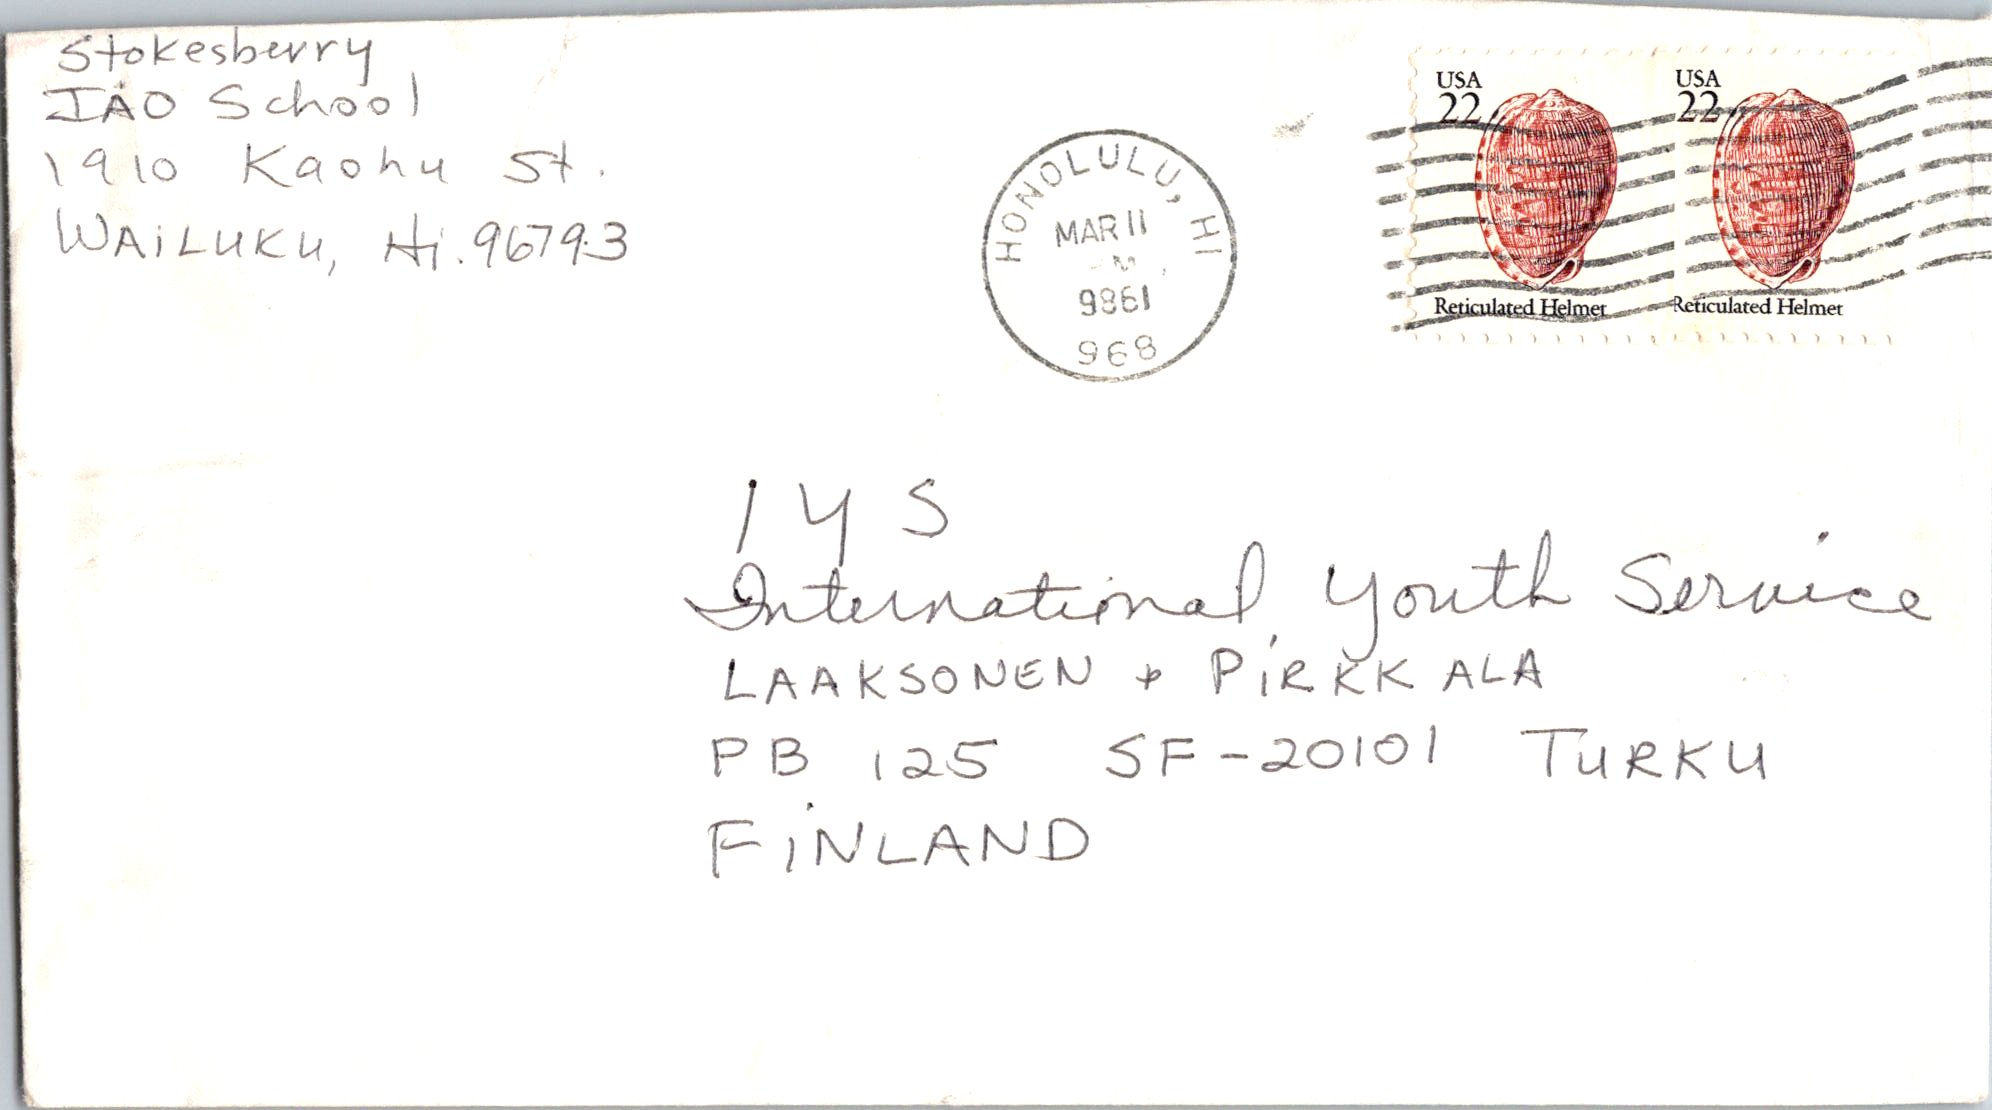 Stokesberry
IAO School
1910 Kaohu St.
WAiLUKU, Hi. 96793
HONOLULU, HI
MAR 11
1986
968
USA
22
Reticulated Helmet
USA
22
Reticulated Helmet
I Y S
International Youth Service
LAAKSONEN + PiRKKALA
PB 125 SF-20101 TURKU
FiNLAND